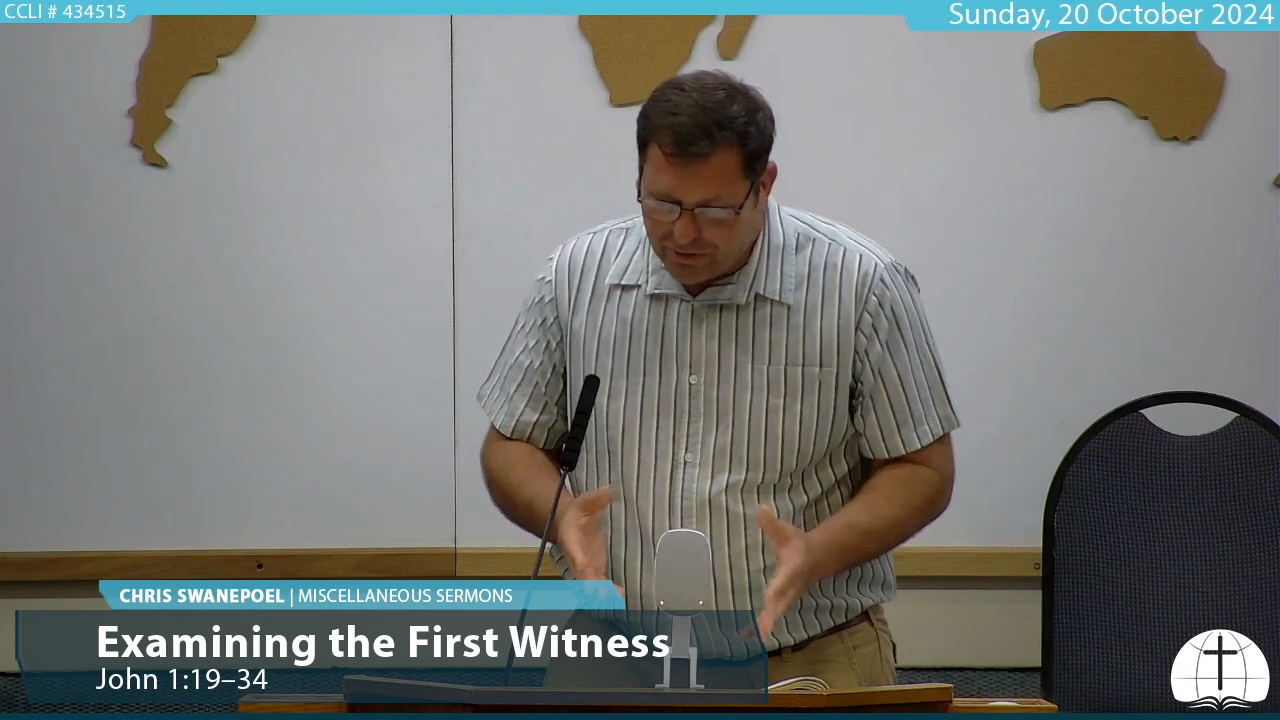 CCLI # 434515
Sunday, 20 October 2024
CHRIS SWANEPOEL | MISCELLANEOUS SERMONS
Examining the First Witness
John 1:19–34